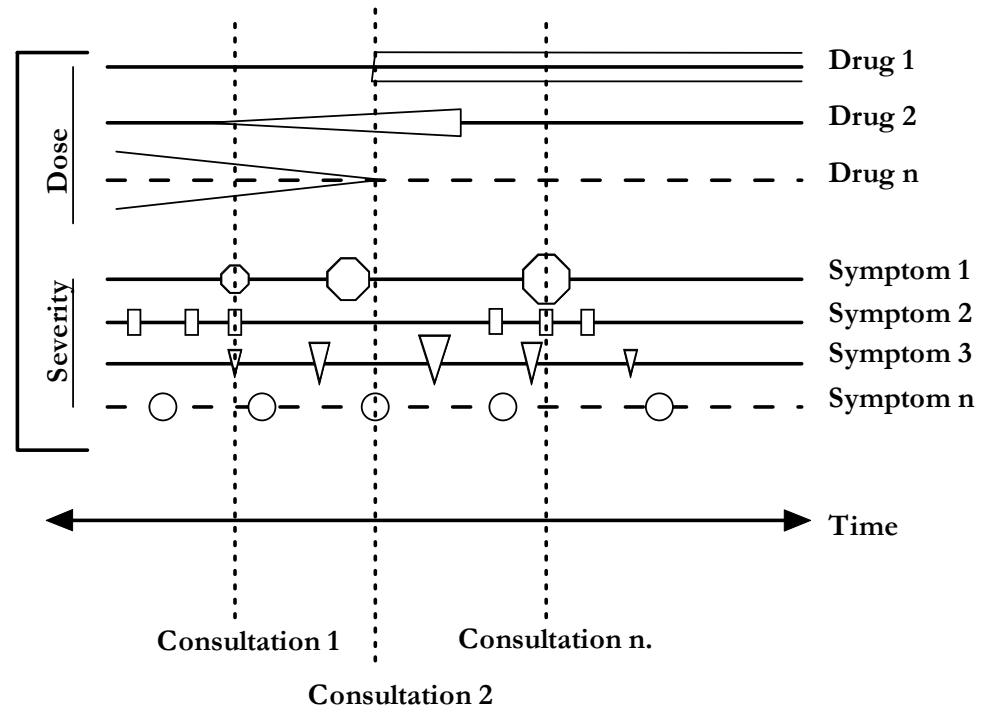 Drug 1
Drug 2
Drug n
Dose
Symptom 1
Symptom 2
Symptom 3
Symptom n
Severity
Time
Consultation 1
Consultation n.
Consultation 2